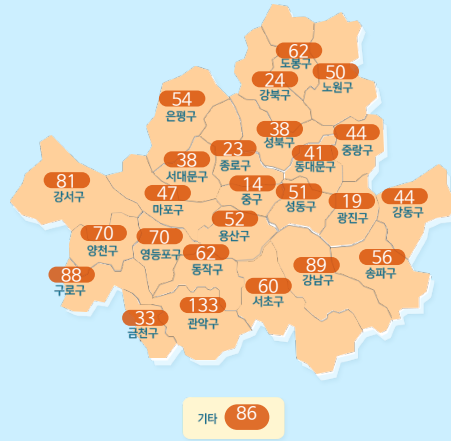 62
도봉구
50
노원구
24
강북구
54
은평구
38
성북구
44
중랑구
41
동대문구
23
종로구
38
서대문구
81
강서구
47
마포구
14
중구
51
성동구
19
광진구
44
강동구
52
용산구
70
양천구
70
영등포구
62
동작구
56
송파구
89
강남구
88
구로구
60
서초구
133
관악구
33
금천구
기타 86